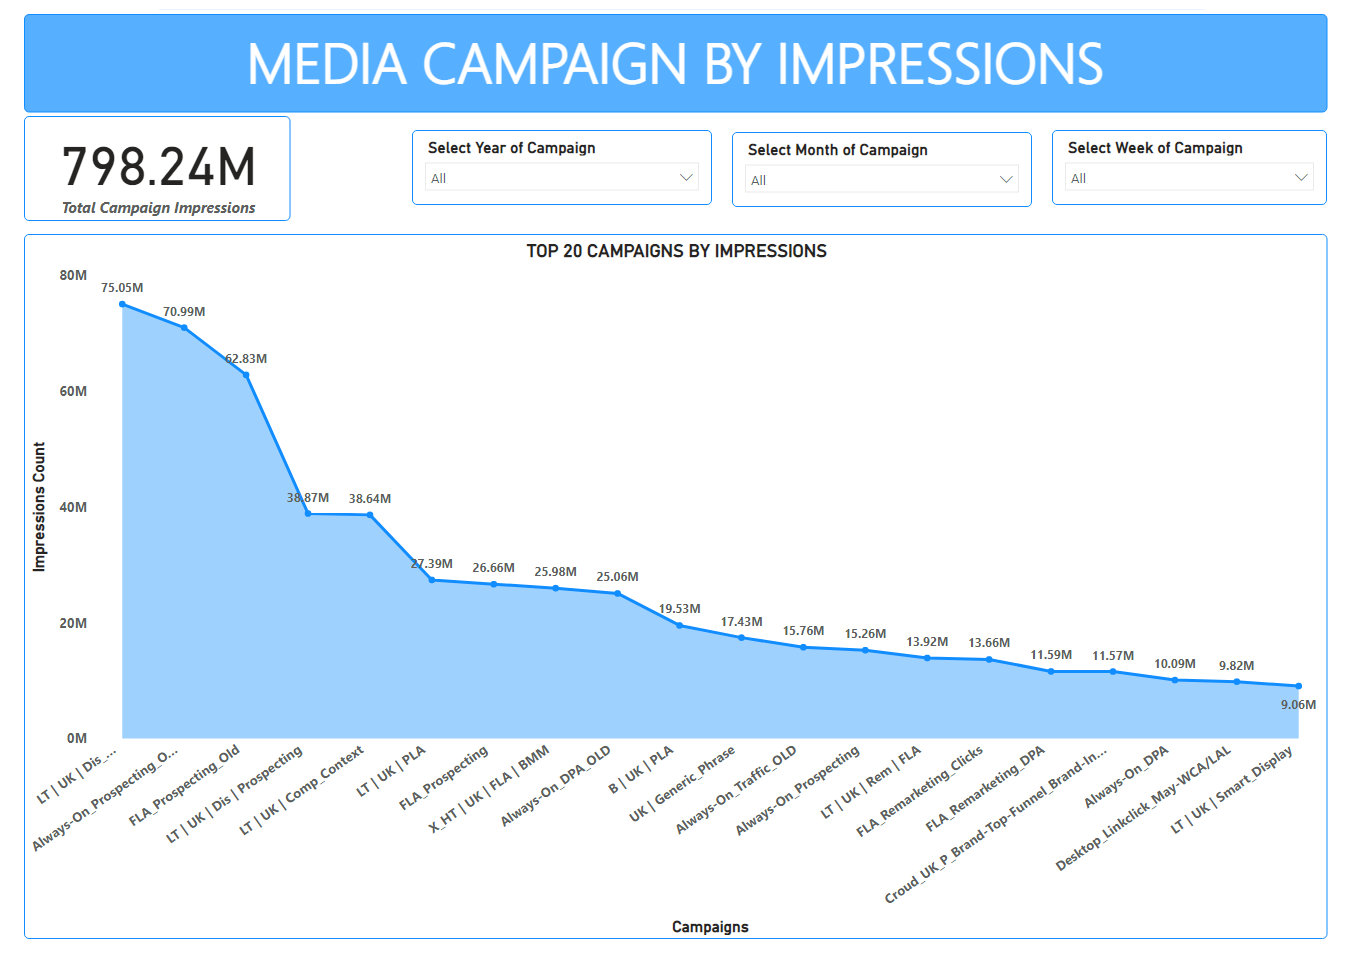 MEDIA CAMPAIGN BY IMPRESSIONS
798.24M
Total Campaign Impressions
Select Year of Campaign
All
Select Month of Campaign
All
Select Week of Campaign
All
TOP 20 CAMPAIGNS BY IMPRESSIONS
Impressions Count
80M
60M
40M
20M
0M
75.05M
70.99M
62.83M
38.87M
38.64M
27.39M
26.66M
25.98M
25.06M
19.53M
17.43M
15.76M
15.26M
13.92M
13.66M
11.59M
11.57M
10.09M
9.82M
9.06M
LT | UK | Dis_...
Always-On_Prospecting_O...
FLA_Prospecting_Old
LT | UK | Dis | Prospecting
LT | UK | Comp_Context
LT | UK | PLA
FLA_Prospecting
X_HT | UK | FLA | BMM
Always-On_DPA_OLD
B | UK | PLA
UK | Generic_Phrase
Always-On_Traffic_OLD
Always-On_Prospecting
LT | UK | Rem | FLA
FLA_Remarketing_Clicks
FLA_Remarketing_DPA
Croud_UK_P_Brand-Top-Funnel_Brand-In...
Always-On_DPA
Desktop_Linkclick_May-WCA/LAL
LT | UK | Smart_Display
Campaigns